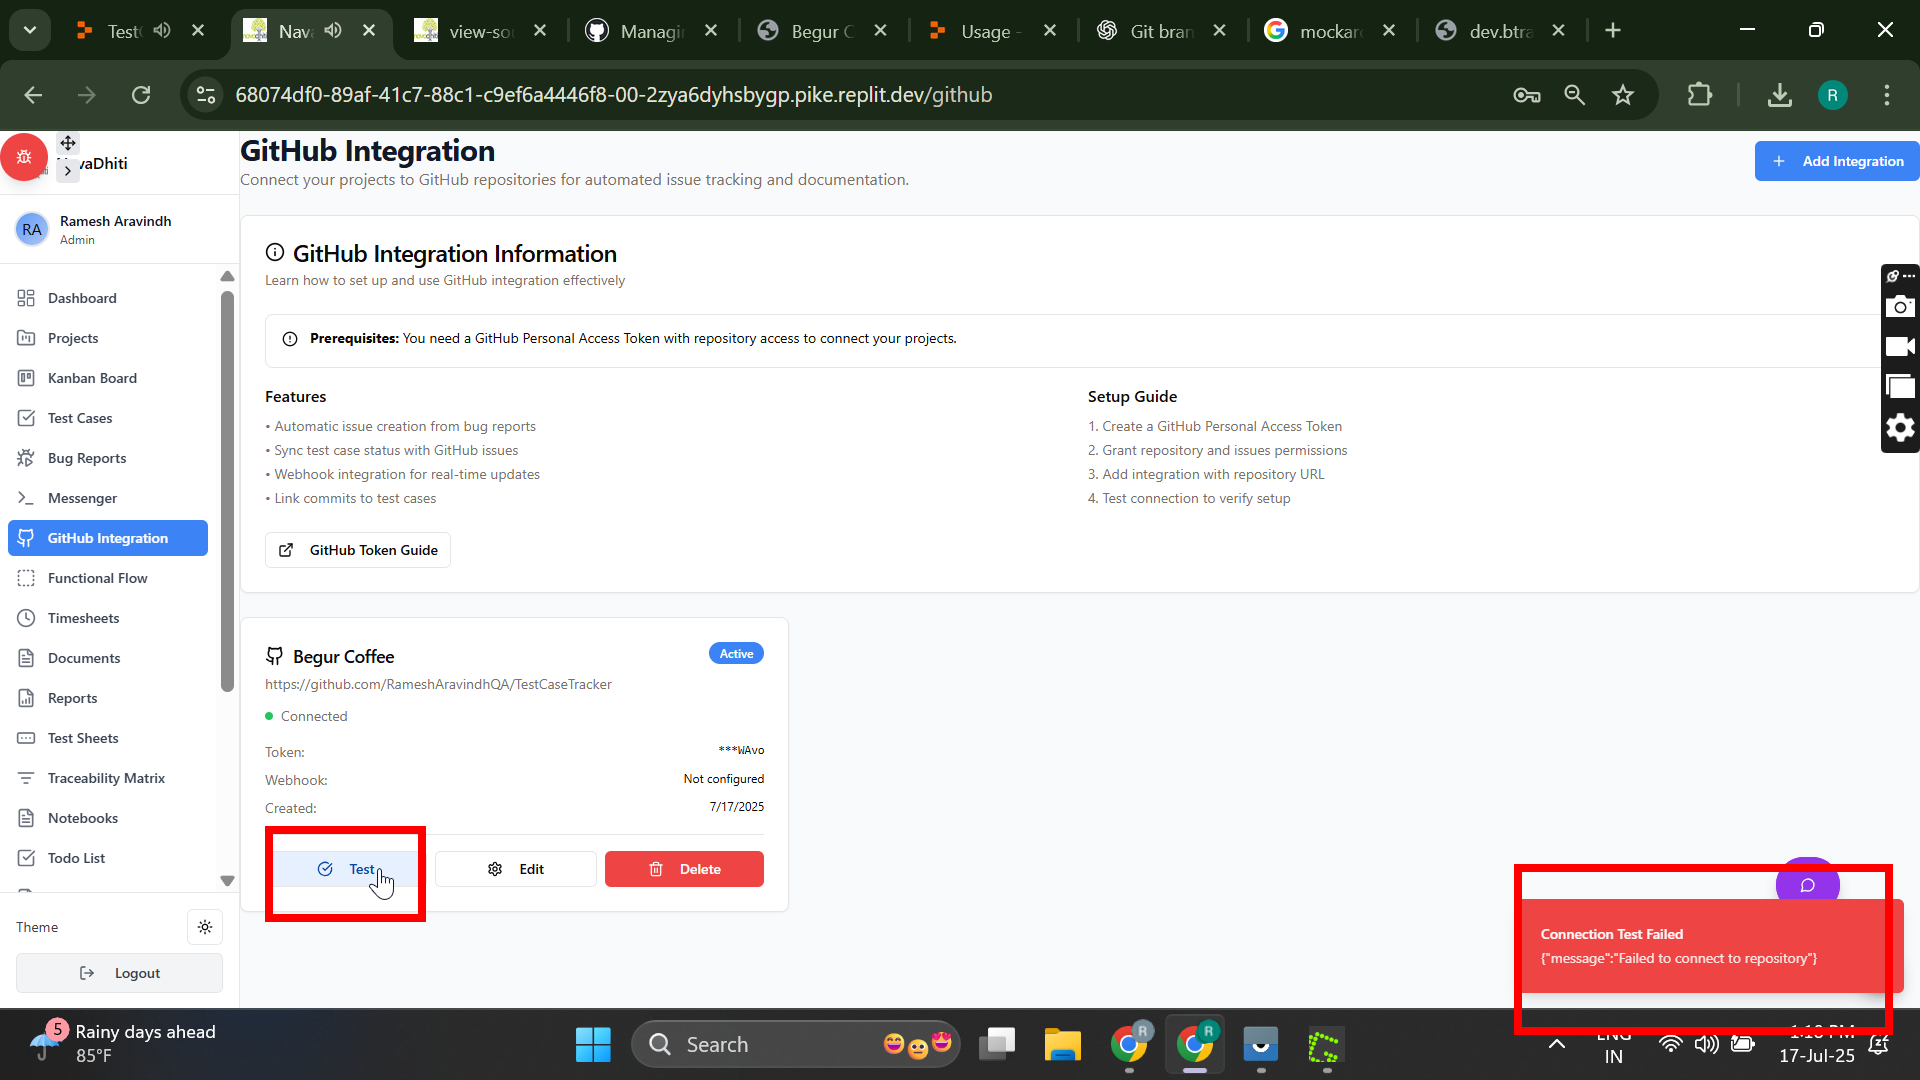 Test
Nav
view-so
Managin
Begur C
Usage -
Git bran
mockar
dev.btra
68074df0-89af-41c7-88c1-c9ef6a4446f8-00-2zya6dyhsbygp.pike.replit.dev/github
R
vaDhiti
RA
Ramesh Aravindh
Admin
Dashboard
Projects
Kanban Board
Test Cases
Bug Reports
Messenger
GitHub Integration
Functional Flow
Timesheets
Documents
Reports
Test Sheets
Traceability Matrix
Notebooks
Todo List
Theme
Logout
GitHub Integration
Connect your projects to GitHub repositories for automated issue tracking and documentation.
+ Add Integration
GitHub Integration Information
Learn how to set up and use GitHub integration effectively
Prerequisites: You need a GitHub Personal Access Token with repository access to connect your projects.
Features
• Automatic issue creation from bug reports
• Sync test case status with GitHub issues
• Webhook integration for real-time updates
• Link commits to test cases
Setup Guide
1. Create a GitHub Personal Access Token
2. Grant repository and issues permissions
3. Add integration with repository URL
4. Test connection to verify setup
GitHub Token Guide
Begur Coffee
Active
https://github.com/RameshAravindhQA/TestCaseTracker
Connected
Token: ***WAvo
Webhook: Not configured
Created: 7/17/2025
Test
Edit
Delete
Connection Test Failed
{"message":"Failed to connect to repository"}
5
Rainy days ahead
85°F
Search
R
R
ENG
IN
17-Jul-25